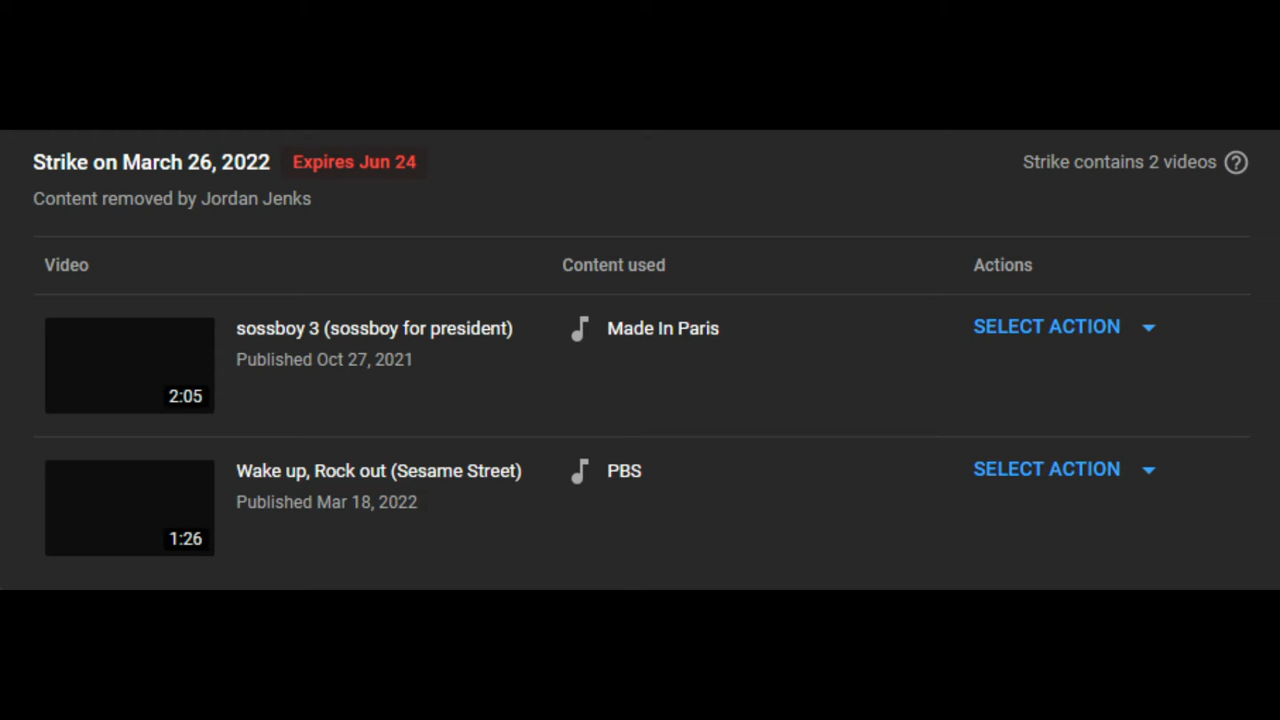 Strike on March 26, 2022 Expires Jun 24 Strike contains 2 videos ?
Content removed by Jordan Jenks
Video Content used Actions
sossboy 3 (sossboy for president) Made In Paris SELECT ACTION
Published Oct 27, 2021
2:05
Wake up, Rock out (Sesame Street) PBS SELECT ACTION
Published Mar 18, 2022
1:26